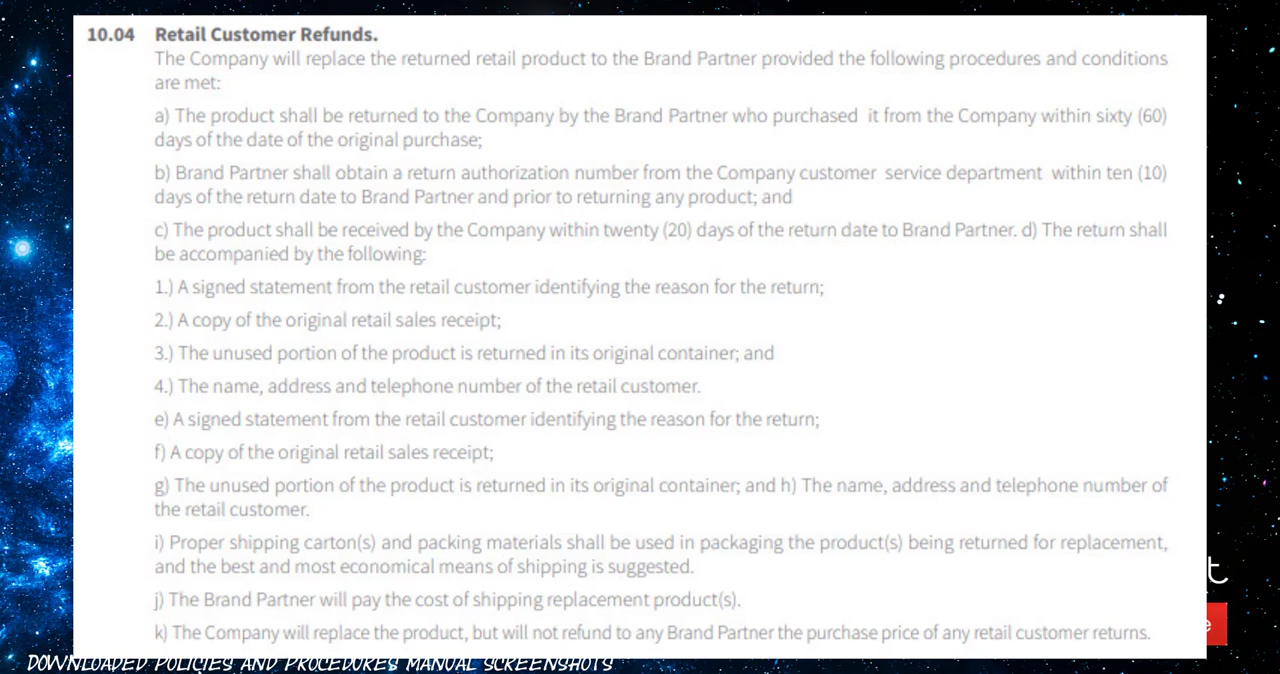 10.04 Retail Customer Refunds.
The Company will replace the returned retail product to the Brand Partner provided the following procedures and conditions
are met:
a) The product shall be returned to the Company by the Brand Partner who purchased it from the Company within sixty (60)
days of the date of the original purchase;
b) Brand Partner shall obtain a return authorization number from the Company customer service department within ten (10)
days of the return date to Brand Partner and prior to returning any product; and
c) The product shall be received by the Company within twenty (20) days of the return date to Brand Partner. d) The return shall
be accompanied by the following:
1.) A signed statement from the retail customer identifying the reason for the return;
2.) A copy of the original retail sales receipt;
3.) The unused portion of the product is returned in its original container; and
4.) The name, address and telephone number of the retail customer.
e) A signed statement from the retail customer identifying the reason for the return;
f) A copy of the original retail sales receipt;
g) The unused portion of the product is returned in its original container; and h) The name, address and telephone number of
the retail customer.
i) Proper shipping carton(s) and packing materials shall be used in packaging the product(s) being returned for replacement,
and the best and most economical means of shipping is suggested.
j) The Brand Partner will pay the cost of shipping replacement product(s).
k) The Company will replace the product, but will not refund to any Brand Partner the purchase price of any retail customer returns.
DOWNLOADED POLICIES AND PROCEDURES MANUAL SCREENSHOTS